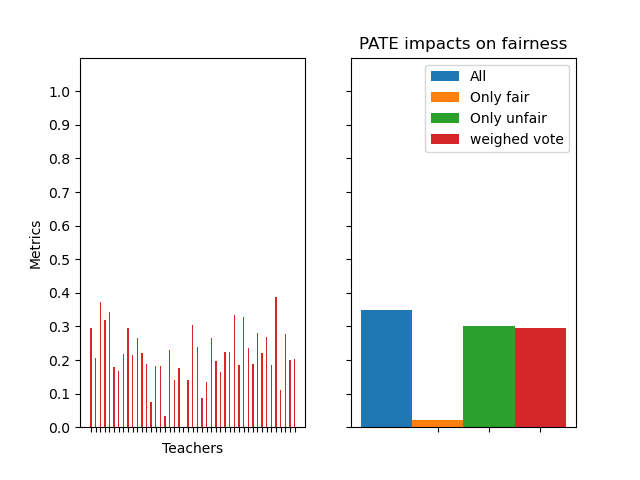 PATE impacts on fairness
All
Only fair
Only unfair
weighed vote
Metrics
1.0
0.9
0.8
0.7
0.6
0.5
0.4
0.3
0.2
0.1
0.0
Teachers